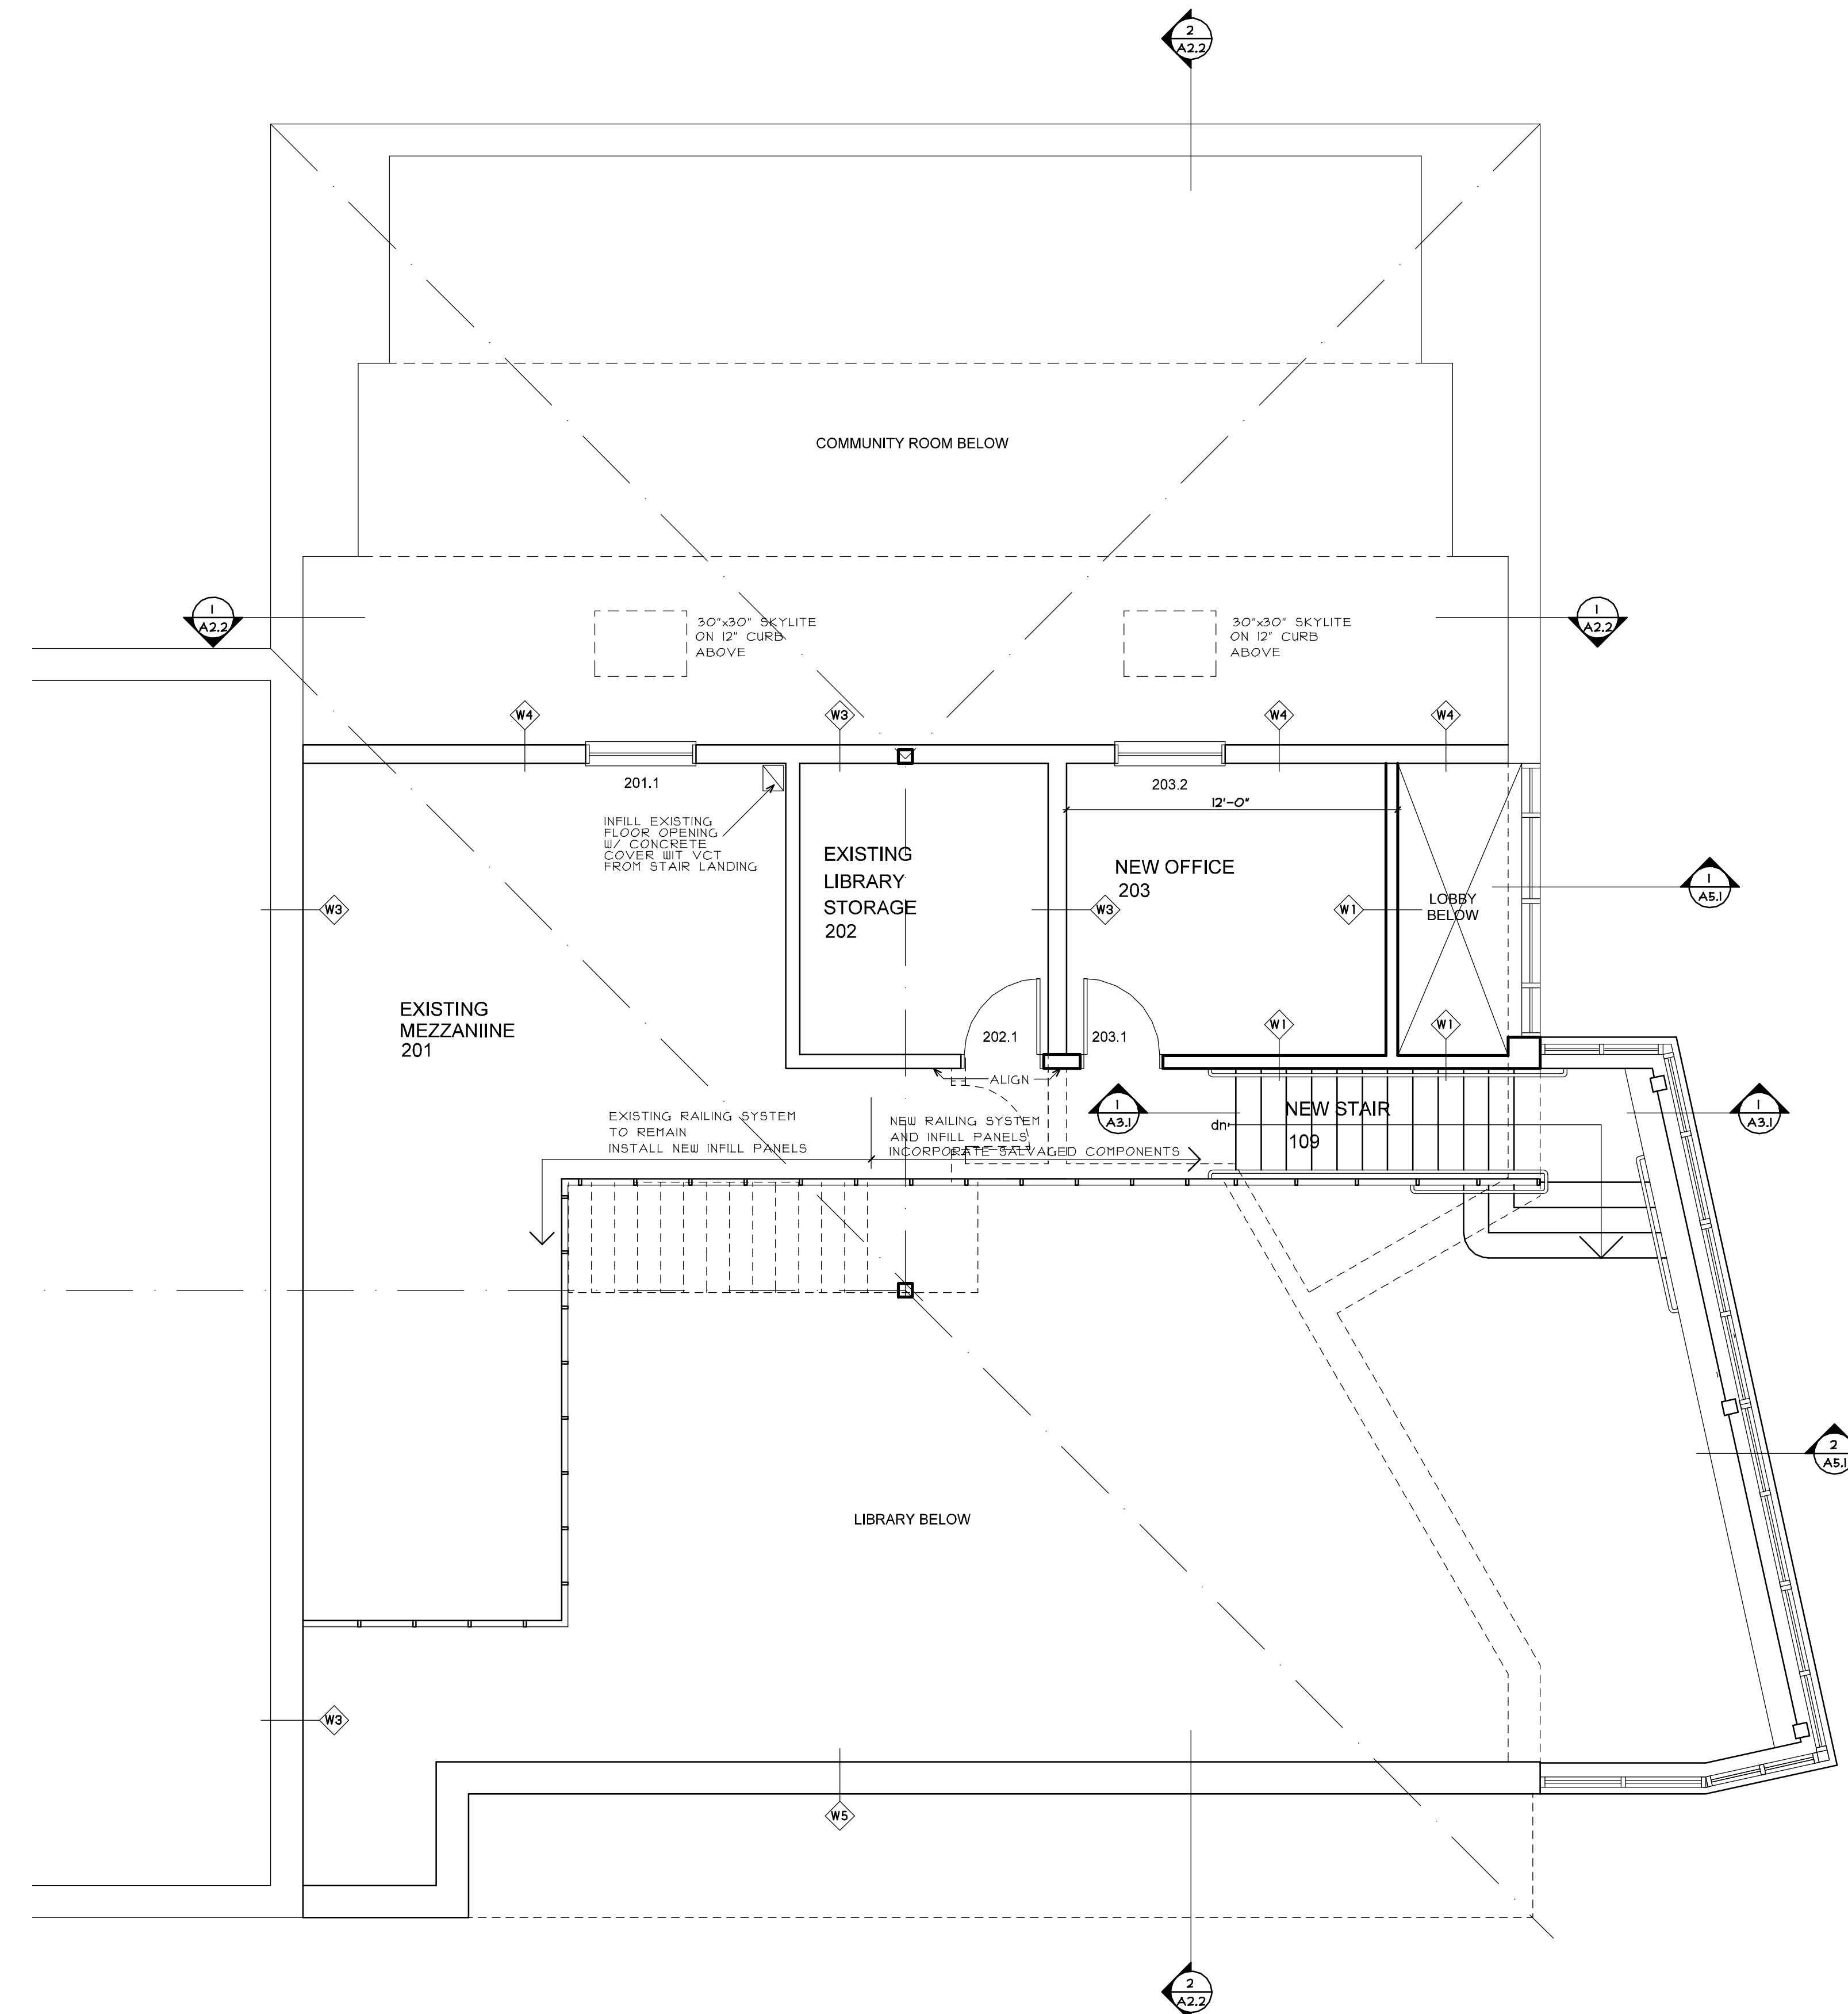 2
A2.2
COMMUNITY ROOM BELOW
1
A2.2
30"x30" SKYLITE
ON 12" CURB
ABOVE
30"x30" SKYLITE
ON 12" CURB
ABOVE
1
A2.2
W4
W3
W4
W4
201.1
203.2
12'-0"
INFILL EXISTING
FLOOR OPENING
W/ CONCRETE
COVER WIT VCT
FROM STAIR LANDING
EXISTING
LIBRARY
STORAGE
202
NEW OFFICE
203
LOBBY
BELOW
1
A5.1
W3
W3
W1
EXISTING
MEZZANIINE
201
202.1
203.1
W1
W1
ALIGN
EXISTING RAILING SYSTEM
TO REMAIN
INSTALL NEW INFILL PANELS
NEW RAILING SYSTEM
AND INFILL PANELS
INCORPORATE SALVAGED COMPONENTS
1
A3.1
dn
NEW STAIR
109
1
A3.1
2
A5.1
LIBRARY BELOW
W3
W5
2
A2.2